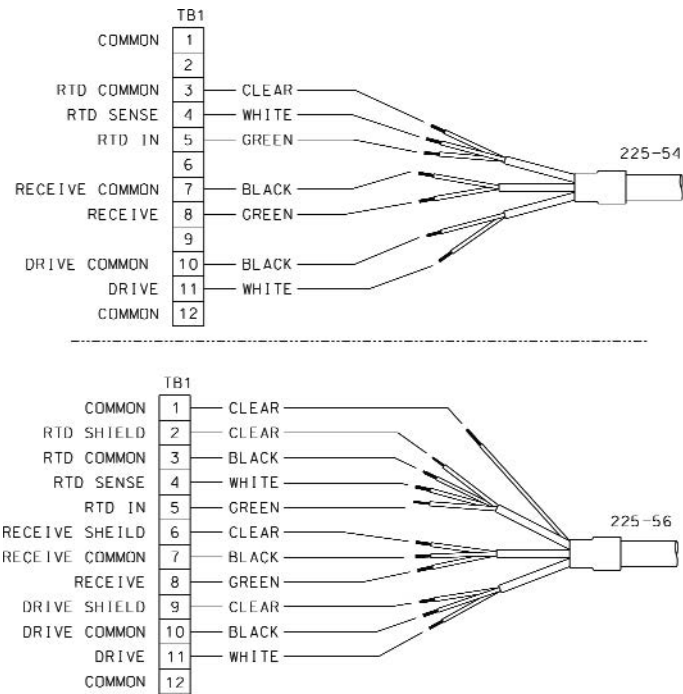 TB1
COMMON 1
2
RTD COMMON 3 CLEAR
RTD SENSE 4 WHITE
RTD IN 5 GREEN
6
225-54
RECEIVE COMMON 7 BLACK
RECEIVE 8 GREEN
9
DRIVE COMMON 10 BLACK
DRIVE 11 WHITE
COMMON 12
TB1
COMMON 1 CLEAR
RTD SHIELD 2 CLEAR
RTD COMMON 3 BLACK
RTD SENSE 4 WHITE
RTD IN 5 GREEN
225-56
RECEIVE SHEILD 6 CLEAR
RECEIVE COMMON 7 BLACK
RECEIVE 8 GREEN
DRIVE SHIELD 9 CLEAR
DRIVE COMMON 10 BLACK
DRIVE 11 WHITE
COMMON 12